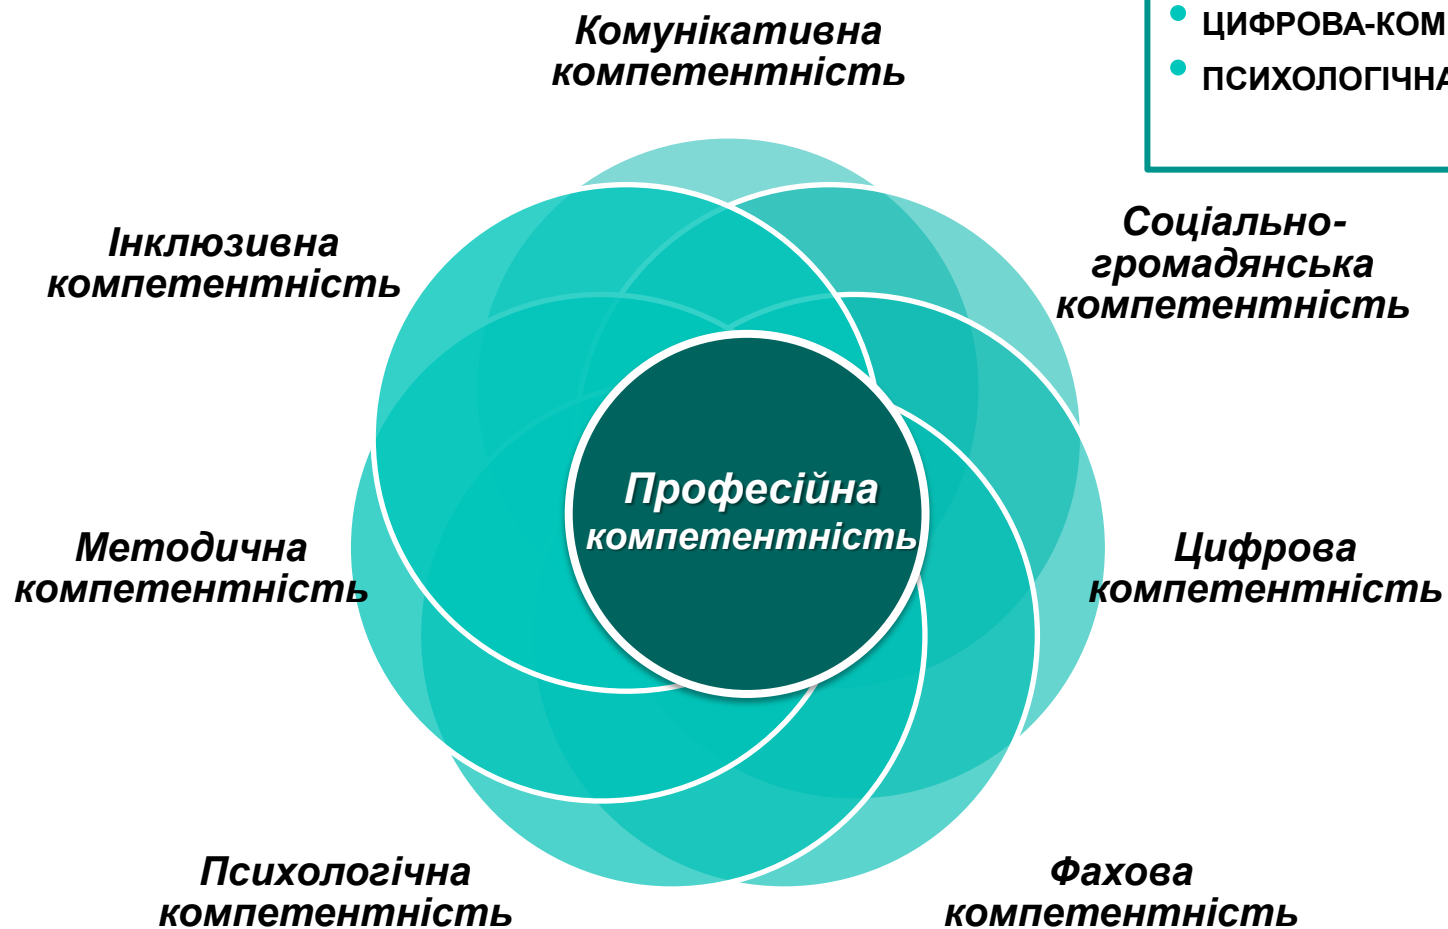 Комунікативна
компетентність
ЦИФРОВА-КОМ
ПСИХОЛОГІЧНА
Соціально-
громадянська
компетентність
Інклюзивна
компетентність
Професійна
компетентність
Методична
компетентність
Цифрова
компетентність
Психологічна
компетентність
Фахова
компетентність